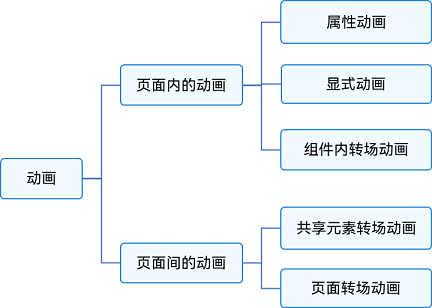 动画
页面内的动画
属性动画
显式动画
组件内转场动画
页面间的动画
共享元素转场动画
页面转场动画